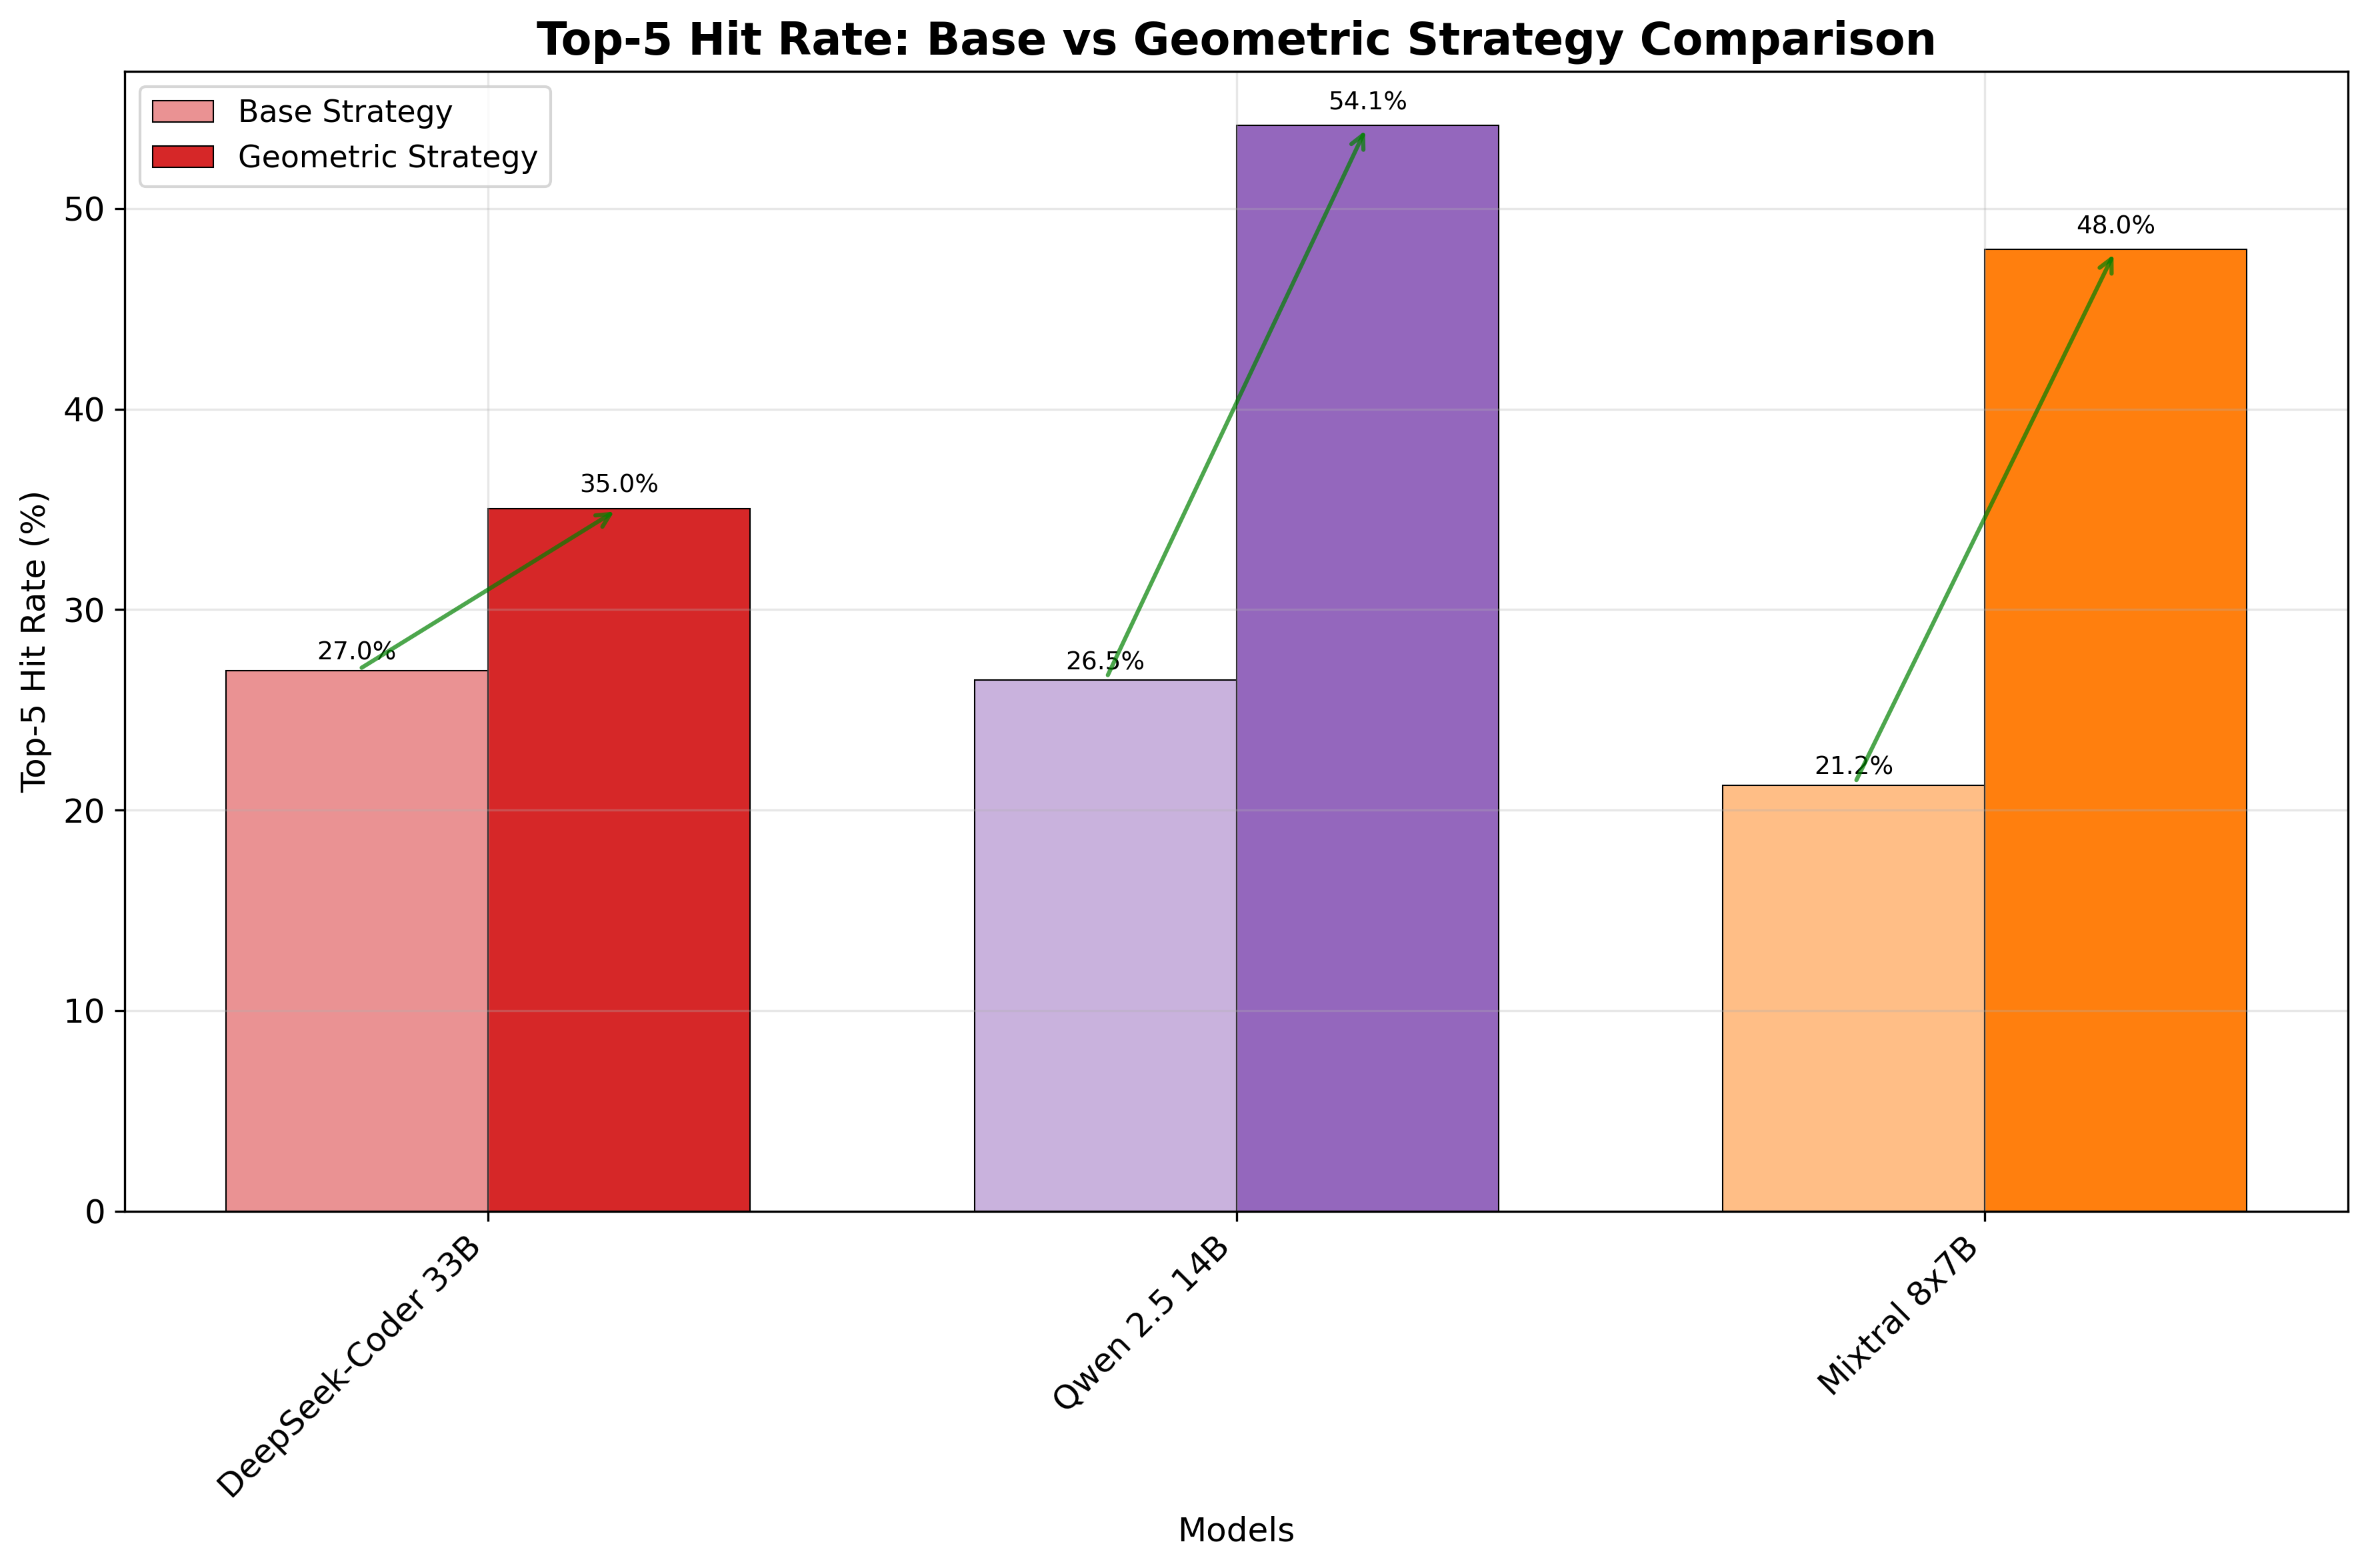 Top-5 Hit Rate: Base vs Geometric Strategy Comparison
Base Strategy
Geometric Strategy
Top-5 Hit Rate (%)
50
40
30
20
10
0
27.0%
35.0%
26.5%
54.1%
21.2%
48.0%
DeepSeek-Coder 33B
Qwen 2.5 14B
Mixtral 8x7B
Models